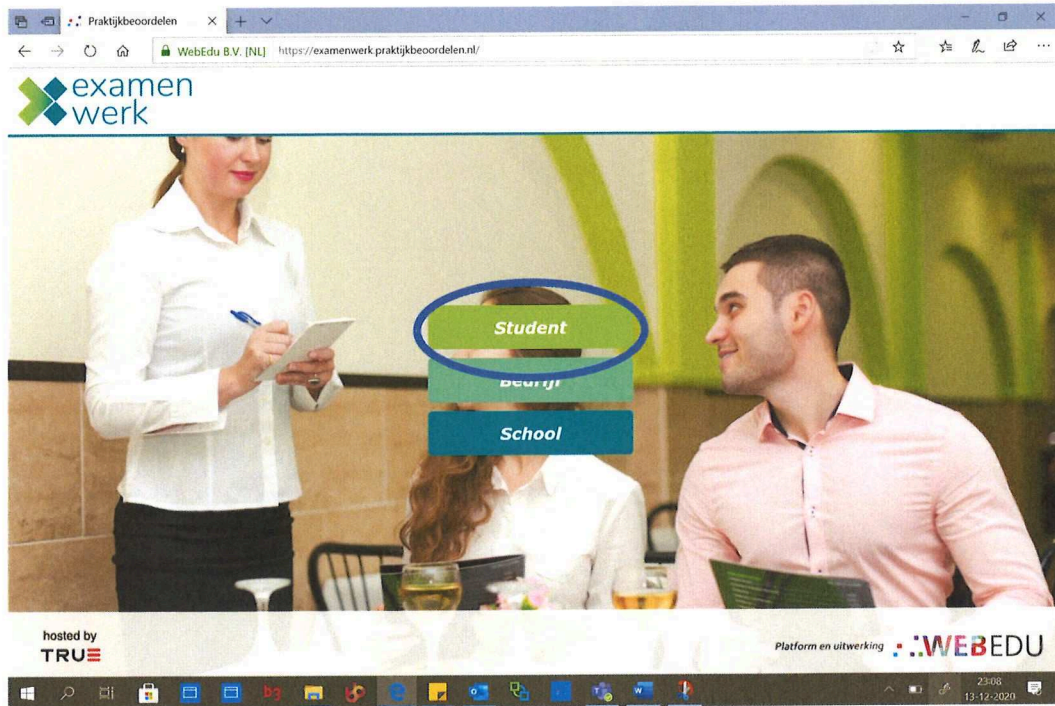 Praktijkbeoordelen
WebEdu B.V. [NL] https://examenwerk.praktijkbeoordelen.nl/
examen
werk
Student
Bedrijf
School
hosted by
TRUE
Platform en uitwerking WEBEDU
23:08
13-12-2020